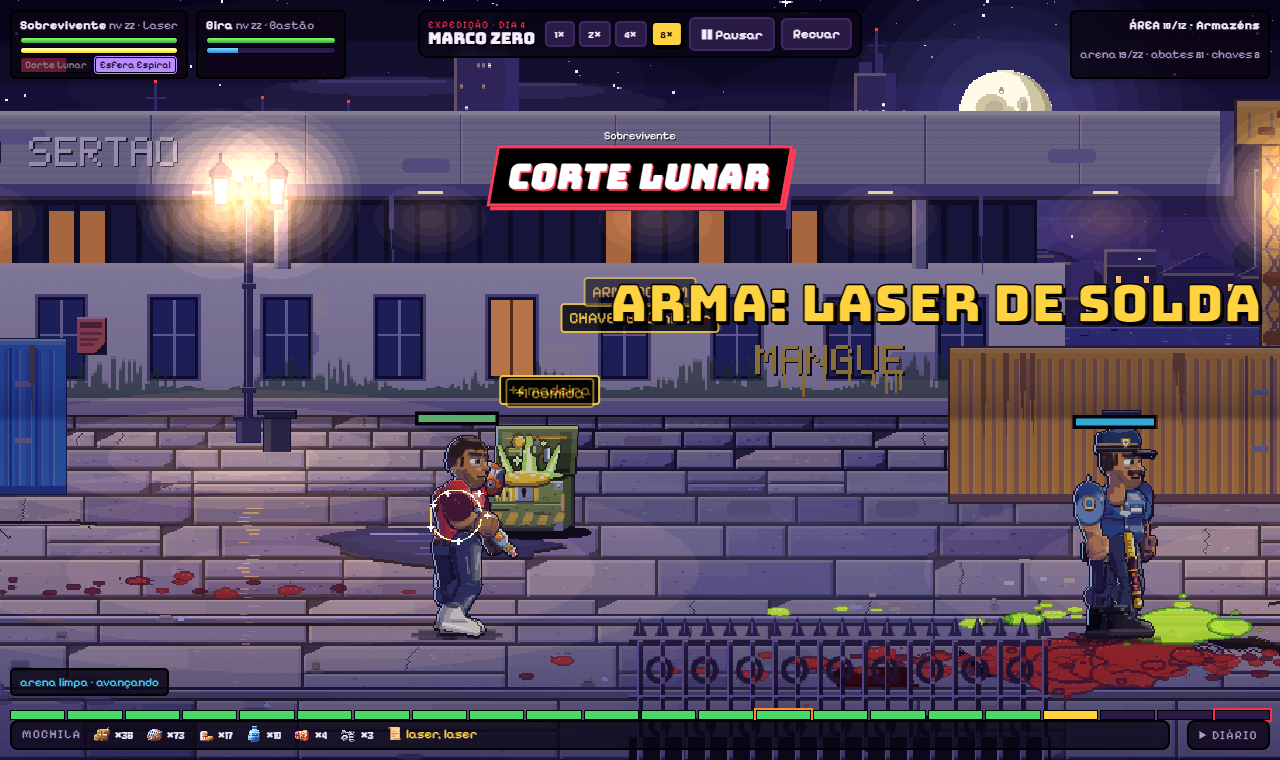 Sobrevivente nv 22 · Laser
Corte Lunar
Esfera Espiral
Bira nv 22 · Bastão
EXPEDIÇÃO · DIA 4
MARCO ZERO
1×
2×
4×
8×
Pausar
Recuar
ÁREA 10/12 · Armazéns
arena 19/22 · abates 81 · chaves 8
SERTÃO
Sobrevivente
CORTE LUNAR
ARMA: LASER DE SOLDA
MANGUE
arena limpa · avançando
MOCHILA
×38
×73
×17
×10
×4
×3
laser, laser
DIÁRIO